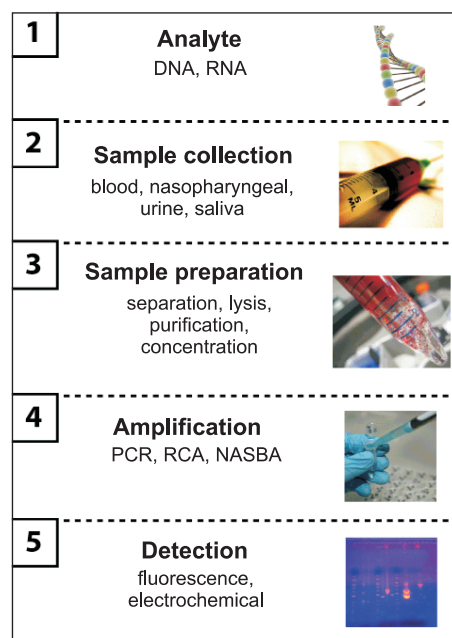 1
Analyte
DNA, RNA
2
Sample collection
blood, nasopharyngeal,
urine, saliva
3
Sample preparation
separation, lysis,
purification,
concentration
4
Amplification
PCR, RCA, NASBA
5
Detection
fluorescence,
electrochemical